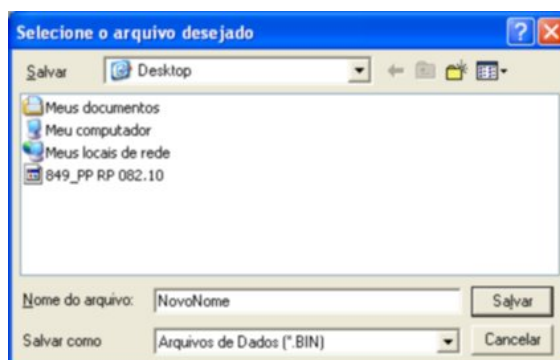 Selecione o arquivo desejado
Salvar Desktop
Meus documentos
Meu computador
Meus locais de rede
849_PP RP 082.10
Nome do arquivo: NovoNome Salvar
Salvar como Arquivos de Dados (*.BIN) Cancelar